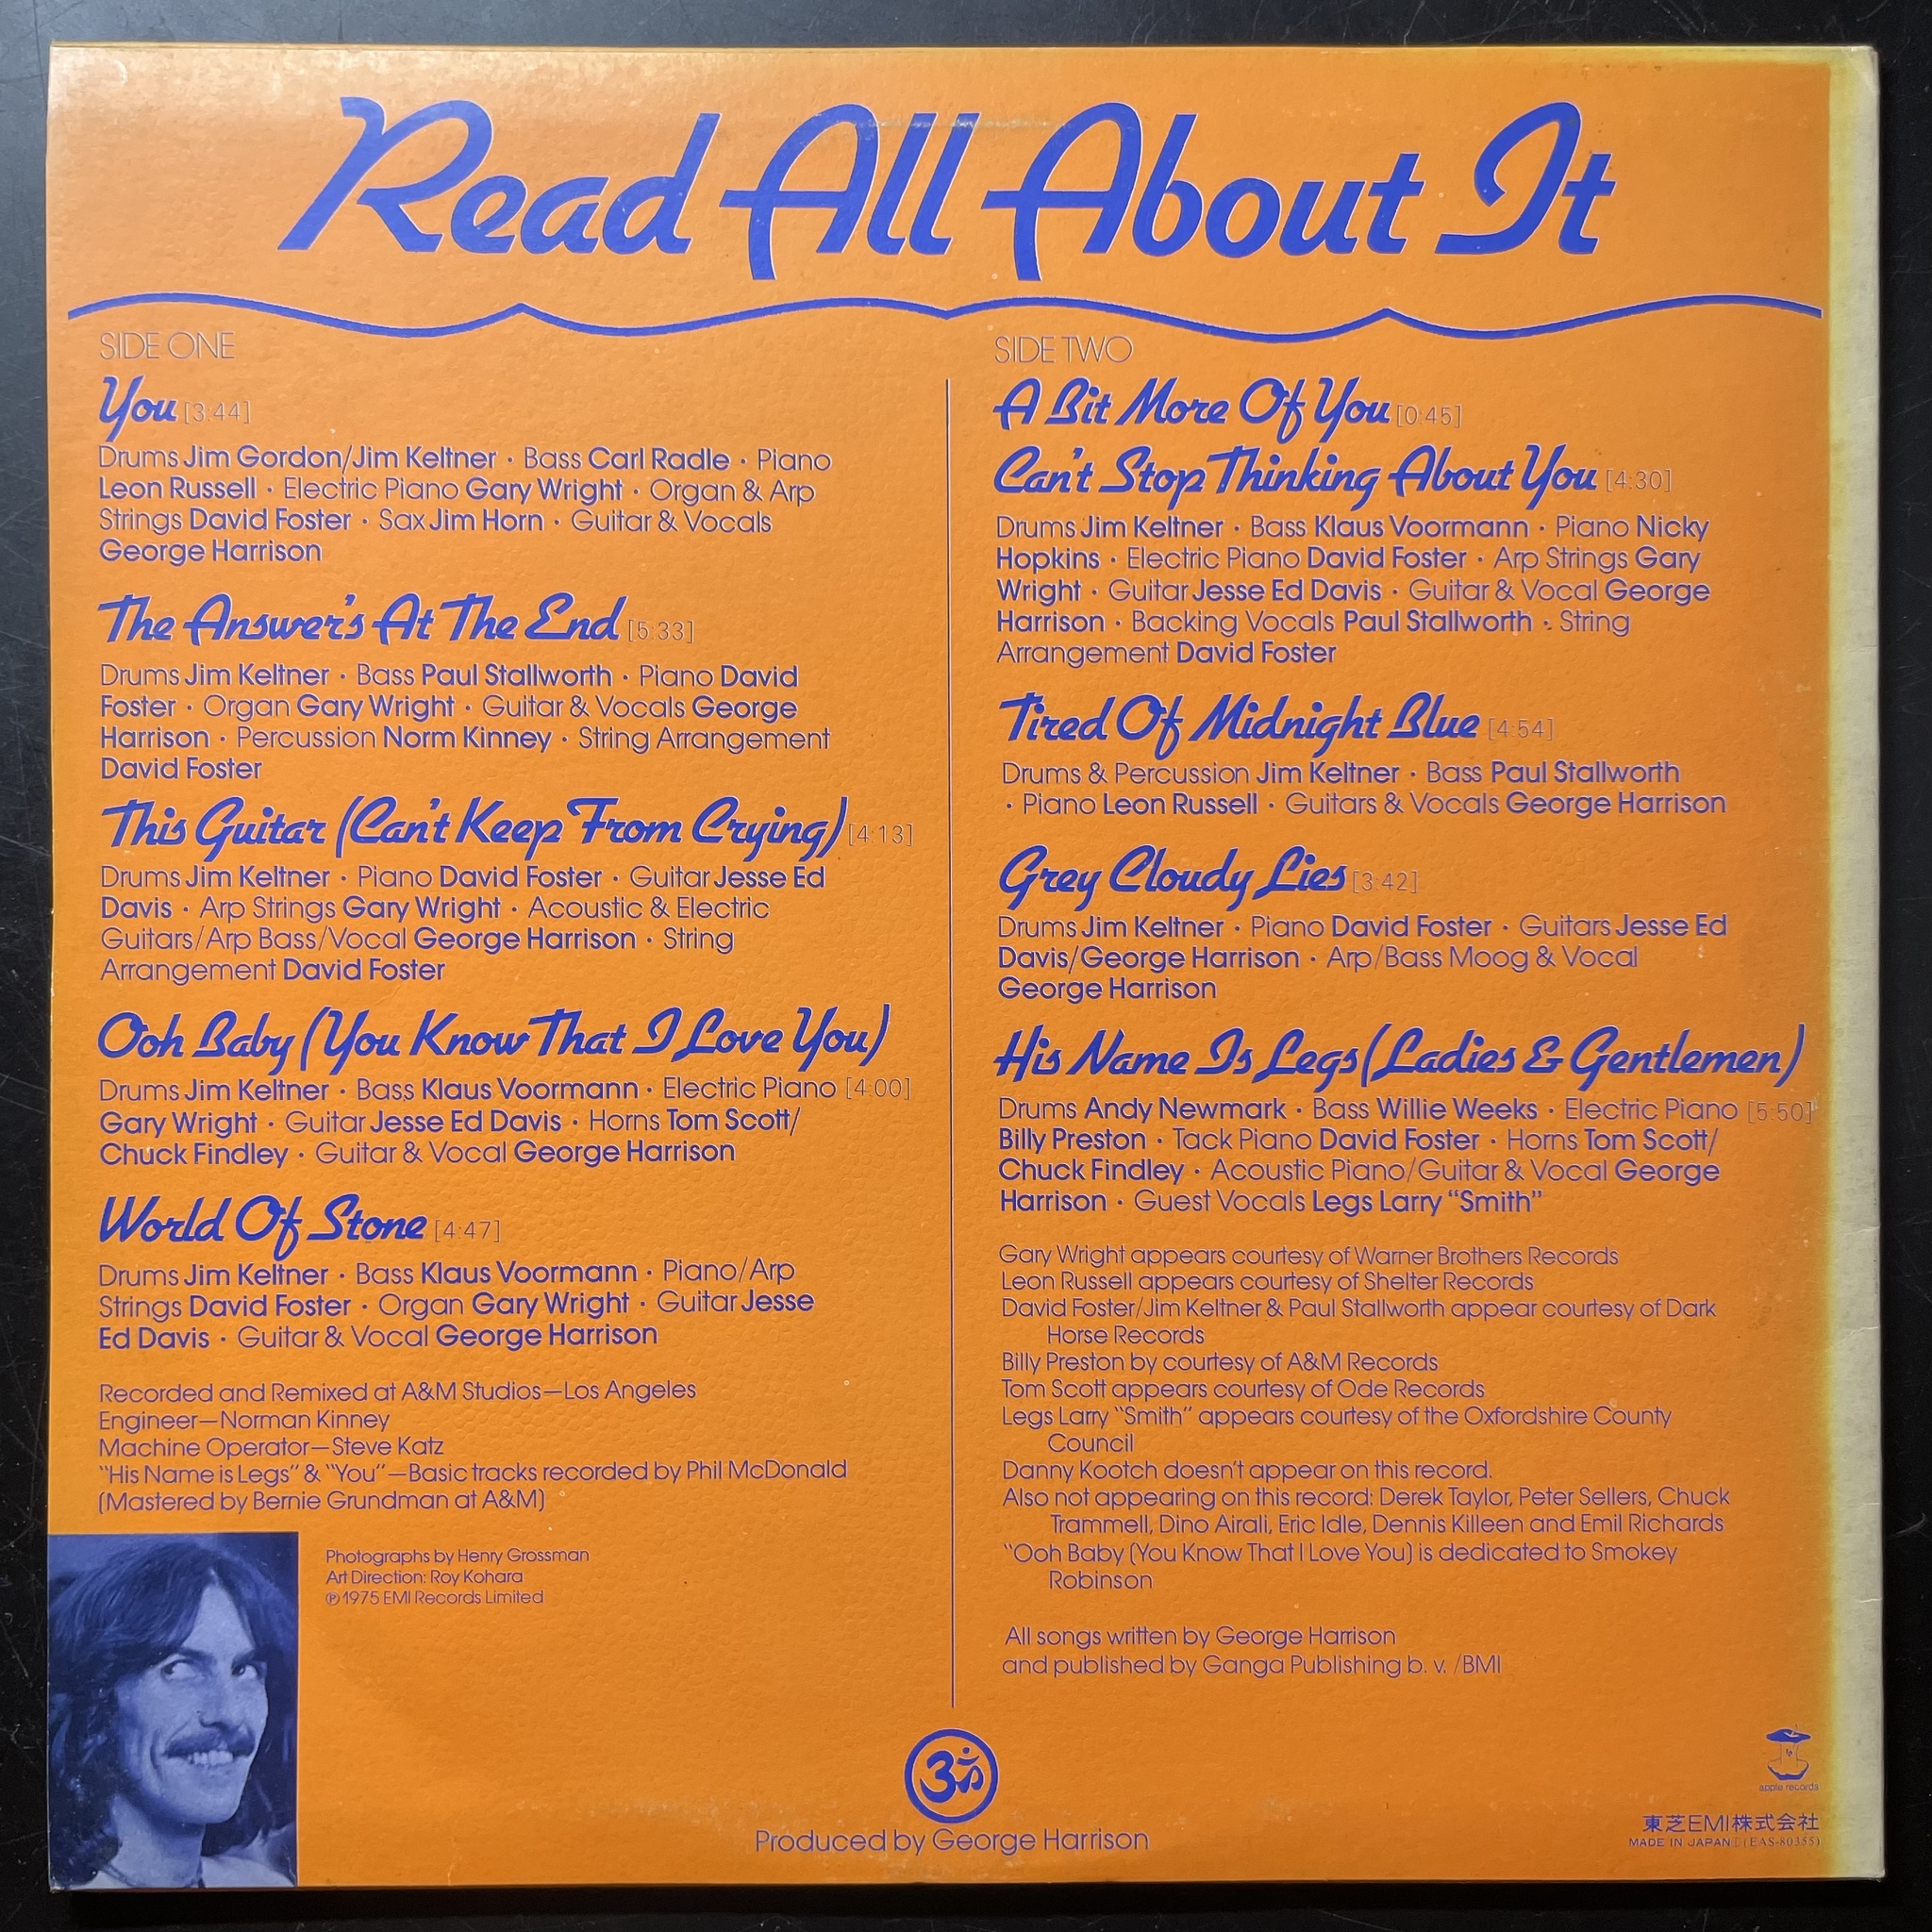 Read All About It
SIDE ONE
You [3:44]
Drums Jim Gordon/Jim Keltner · Bass Carl Radle · Piano
Leon Russell · Electric Piano Gary Wright · Organ & Arp
Strings David Foster · Sax Jim Horn · Guitar & Vocals
George Harrison
The Answer's At The End [5:33]
Drums Jim Keltner · Bass Paul Stallworth · Piano David
Foster · Organ Gary Wright · Guitar & Vocals George
Harrison · Percussion Norm Kinney · String Arrangement
David Foster
This Guitar (Can't Keep From Crying) [4:13]
Drums Jim Keltner · Piano David Foster · Guitar Jesse Ed
Davis · Arp Strings Gary Wright · Acoustic & Electric
Guitars/Arp Bass/Vocal George Harrison · String
Arrangement David Foster
Ooh Baby (You Know That I Love You)
Drums Jim Keltner · Bass Klaus Voormann · Electric Piano [4:00]
Gary Wright · Guitar Jesse Ed Davis · Horns Tom Scott/
Chuck Findley · Guitar & Vocal George Harrison
World Of Stone [4:47]
Drums Jim Keltner · Bass Klaus Voormann · Piano/Arp
Strings David Foster · Organ Gary Wright · Guitar Jesse
Ed Davis · Guitar & Vocal George Harrison
Recorded and Remixed at A&M Studios—Los Angeles
Engineer—Norman Kinney
Machine Operator—Steve Katz
"His Name is Legs" & "You"—Basic tracks recorded by Phil McDonald
(Mastered by Bernie Grundman at A&M)
Photographs by Henry Grossman
Art Direction: Roy Kohara
℗ 1975 EMI Records Limited
SIDE TWO
A Bit More Of You [0:45]
Can't Stop Thinking About You [4:30]
Drums Jim Keltner · Bass Klaus Voormann · Piano Nicky
Hopkins · Electric Piano David Foster · Arp Strings Gary
Wright · Guitar Jesse Ed Davis · Guitar & Vocal George
Harrison · Backing Vocals Paul Stallworth · String
Arrangement David Foster
Tired Of Midnight Blue [4:54]
Drums & Percussion Jim Keltner · Bass Paul Stallworth
· Piano Leon Russell · Guitars & Vocals George Harrison
Grey Cloudy Lies [3:42]
Drums Jim Keltner · Piano David Foster · Guitars Jesse Ed
Davis/George Harrison · Arp/Bass Moog & Vocal
George Harrison
His Name Is Legs (Ladies & Gentlemen)
Drums Andy Newmark · Bass Willie Weeks · Electric Piano [5:50]
Billy Preston · Tack Piano David Foster · Horns Tom Scott/
Chuck Findley · Acoustic Piano/Guitar & Vocal George
Harrison · Guest Vocals Legs Larry "Smith"
Gary Wright appears courtesy of Warner Brothers Records
Leon Russell appears courtesy of Shelter Records
David Foster/Jim Keltner & Paul Stallworth appear courtesy of Dark
Horse Records
Billy Preston by courtesy of A&M Records
Tom Scott appears courtesy of Ode Records
Legs Larry "Smith" appears courtesy of the Oxfordshire County
Council
Danny Kootch doesn't appear on this record.
Also not appearing on this record: Derek Taylor, Peter Sellers, Chuck
Trammell, Dino Airali, Eric Idle, Dennis Killeen and Emil Richards
"Ooh Baby (You Know That I Love You) is dedicated to Smokey
Robinson
All songs written by George Harrison
and published by Ganga Publishing b. v. /BMI
ॐ
Produced by George Harrison
apple records
東芝EMI株式会社
MADE IN JAPAN (EAS-80355)